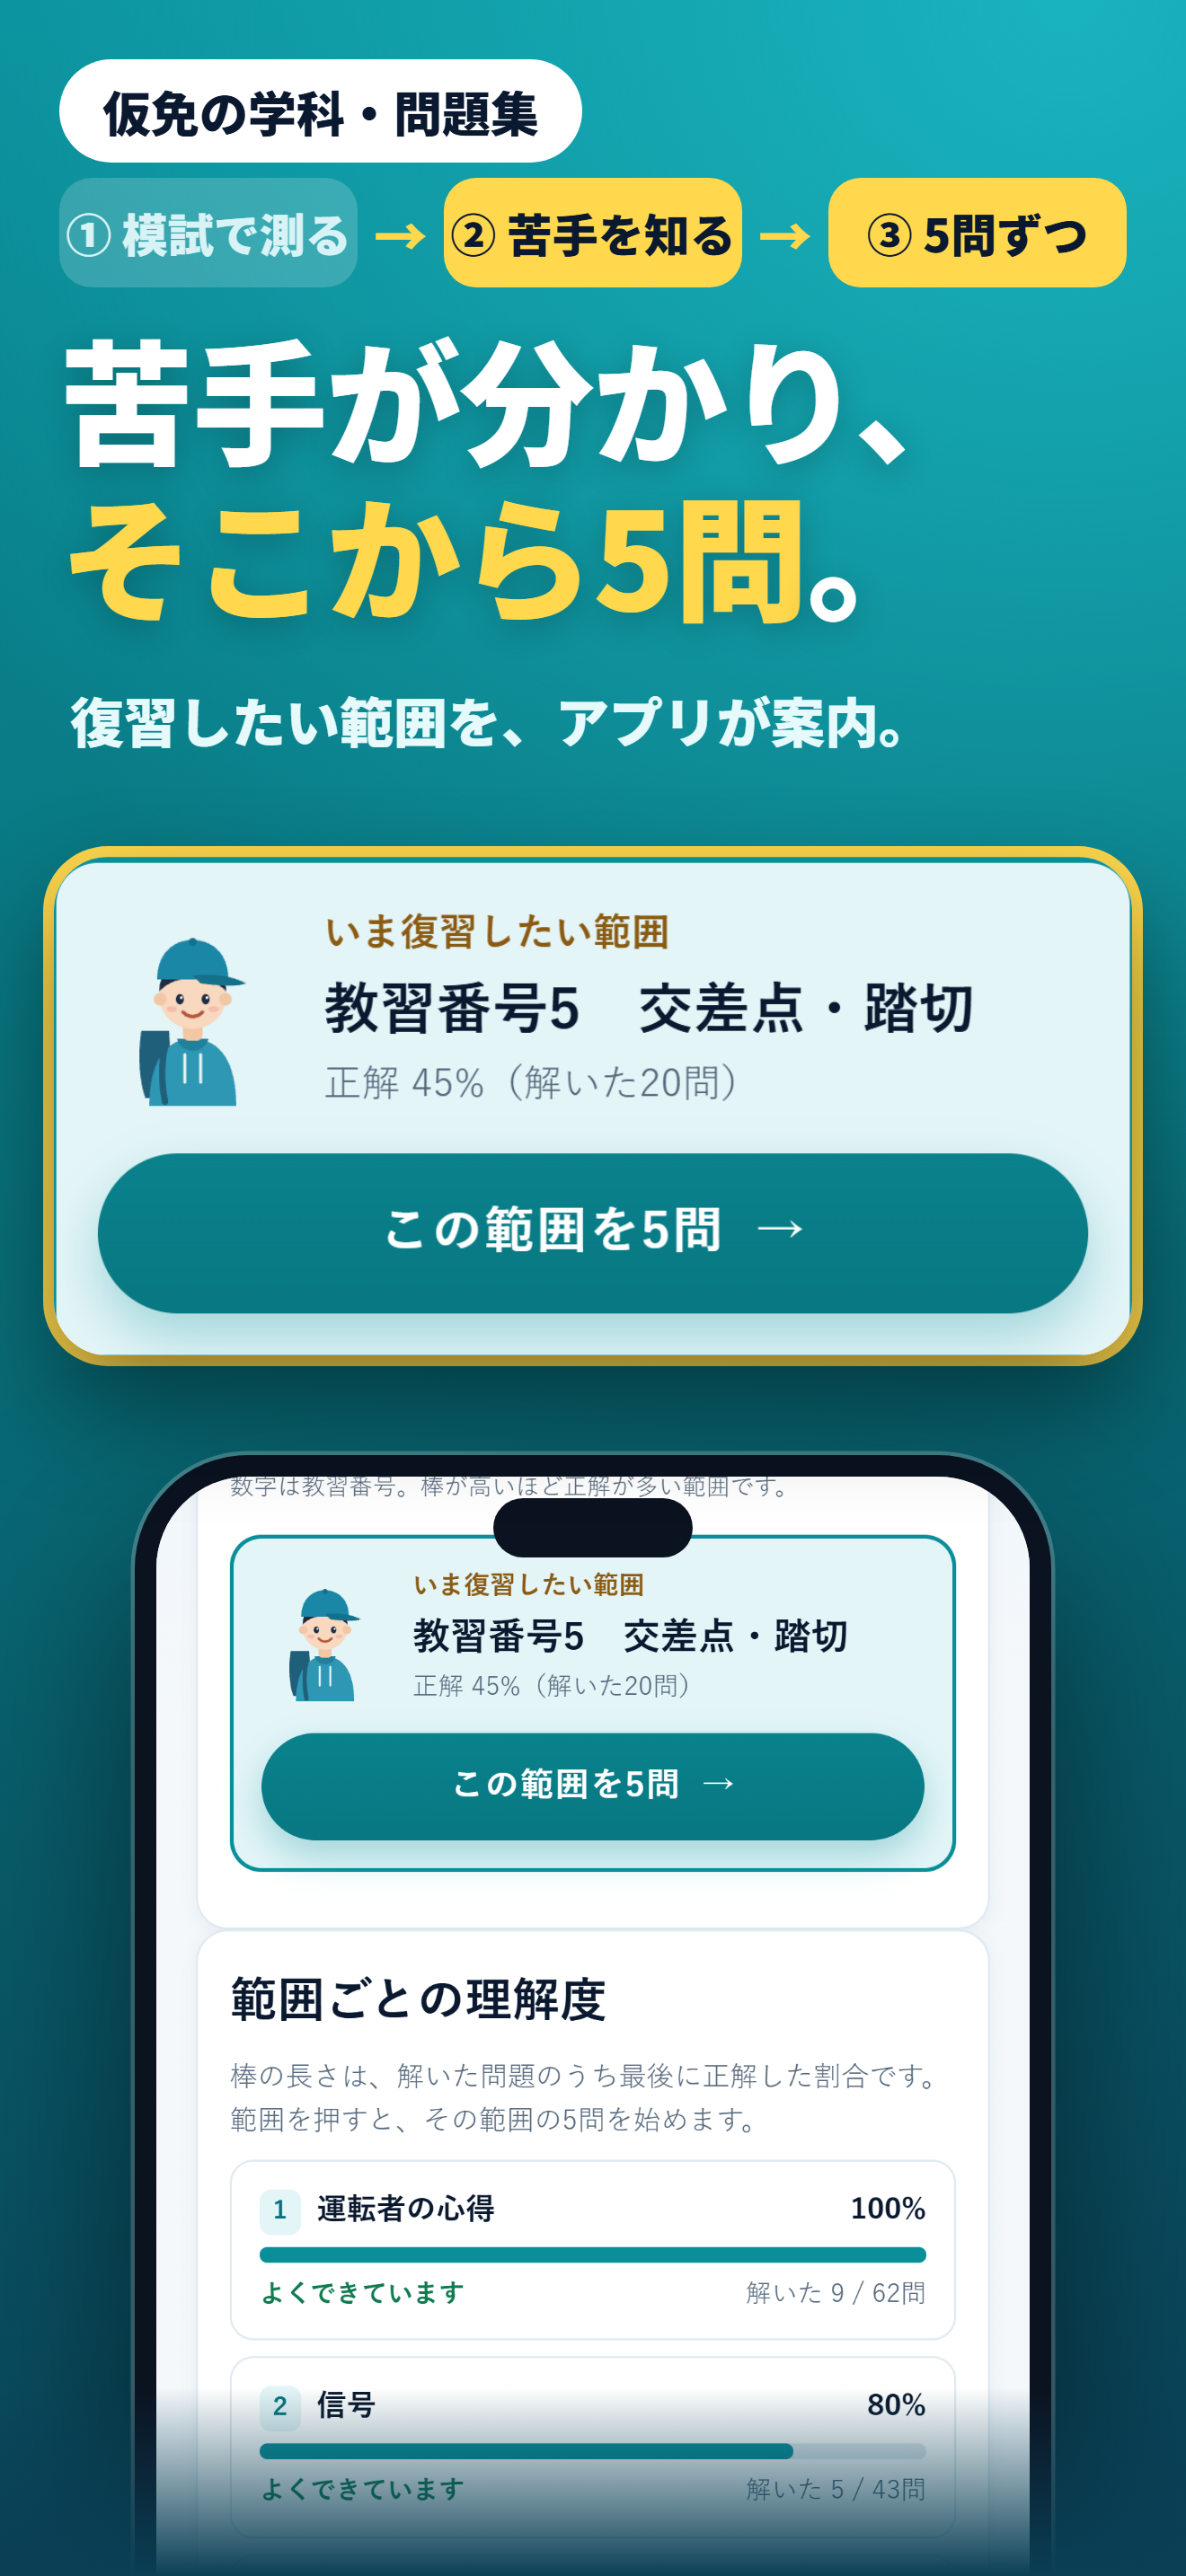 仮免の学科・問題集
① 模試で測る → ② 苦手を知る → ③ 5問ずつ
苦手が分かり、
そこから5問。
復習したい範囲を、アプリが案内。
いま復習したい範囲
教習番号5　交差点・踏切
正解 45%（解いた20問）
この範囲を5問 →
数字は教習番号。棒が高いほど正解が多い範囲です。
いま復習したい範囲
教習番号5　交差点・踏切
正解 45%（解いた20問）
この範囲を5問 →
範囲ごとの理解度
棒の長さは、解いた問題のうち最後に正解した割合です。
範囲を押すと、その範囲の5問を始めます。
1 運転者の心得 100%
よくできています 解いた 9 / 62問
2 信号 80%
よくできています 解いた 5 / 43問